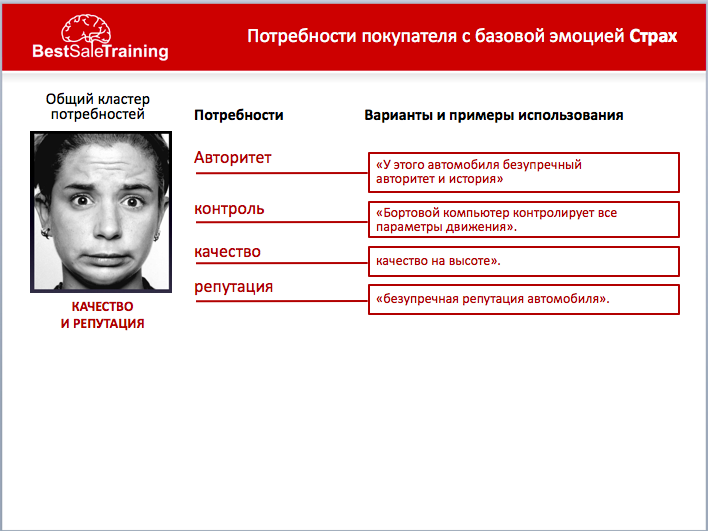 BestSaleTraining
Потребности покупателя с базовой эмоцией Страх
Общий кластер
потребностей
КАЧЕСТВО
И РЕПУТАЦИЯ
Потребности
Варианты и примеры использования
Авторитет
«У этого автомобиля безупречный
авторитет и история»
контроль
«Бортовой компьютер контролирует все
параметры движения».
качество
качество на высоте».
репутация
«безупречная репутация автомобиля».